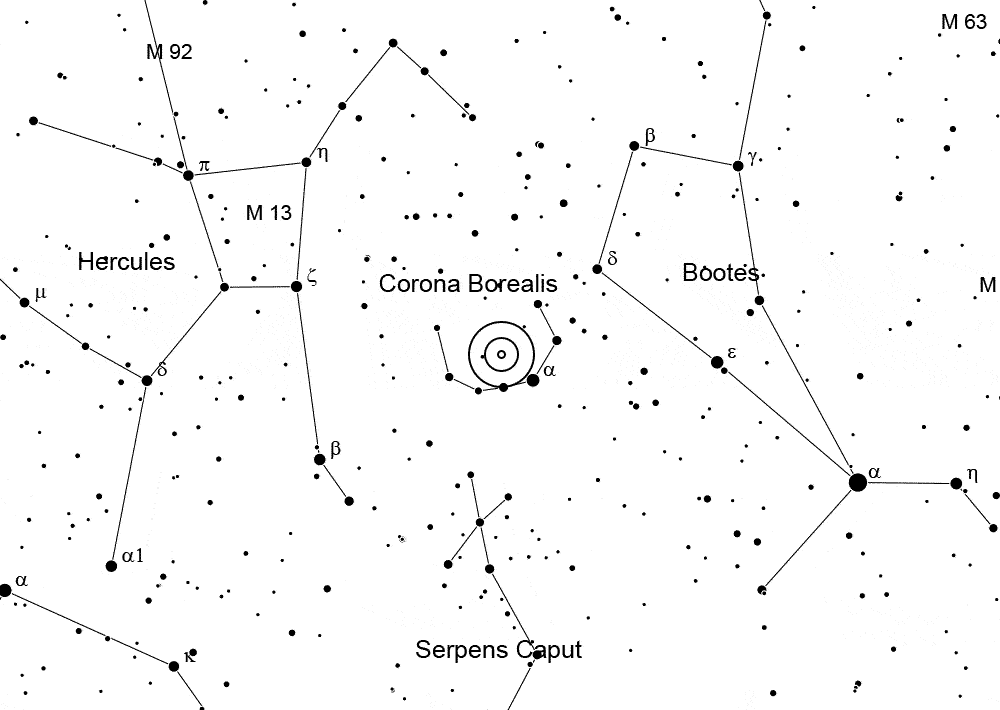 M 63
M 92
β
γ
π
η
M 13
Hercules
δ
Bootes
ζ
Corona Borealis
M
μ
ε
δ
α
β
α
η
α1
α
Serpens Caput
κ